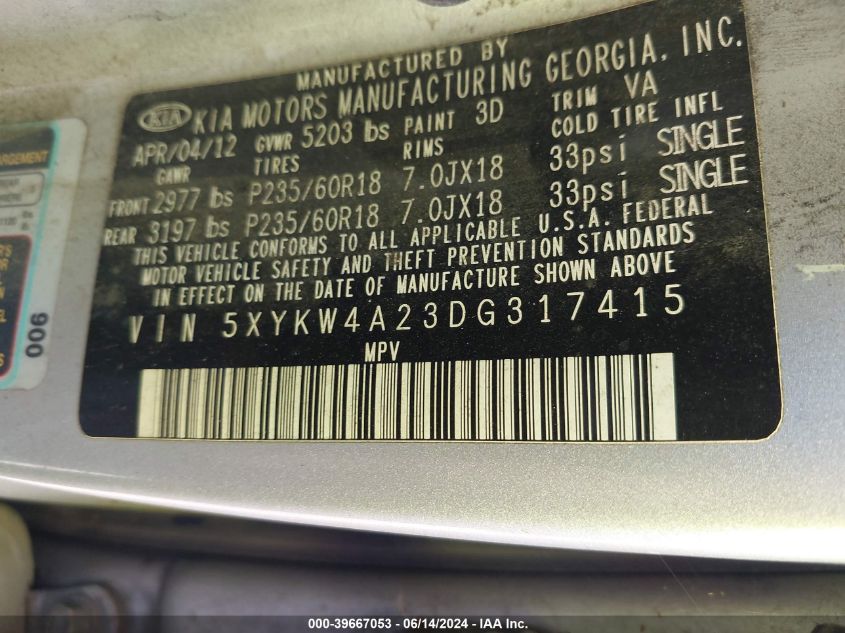 MANUFACTURED BY
KIA KIA MOTORS MANUFACTURING GEORGIA, INC.
APR/04/12 GVWR 5203 lbs PAINT 3D TRIM VA
GAWR TIRES RIMS COLD TIRE INFL
FRONT 2977 lbs P235/60R18 7.0JX18 33psi SINGLE
REAR 3197 lbs P235/60R18 7.0JX18 33psi SINGLE
THIS VEHICLE CONFORMS TO ALL APPLICABLE U.S.A. FEDERAL
MOTOR VEHICLE SAFETY AND THEFT PREVENTION STANDARDS
IN EFFECT ON THE DATE OF MANUFACTURE SHOWN ABOVE
VIN 5XYKW4A23DG317415
MPV
006
000-39667053 - 06/14/2024 - IAA Inc.